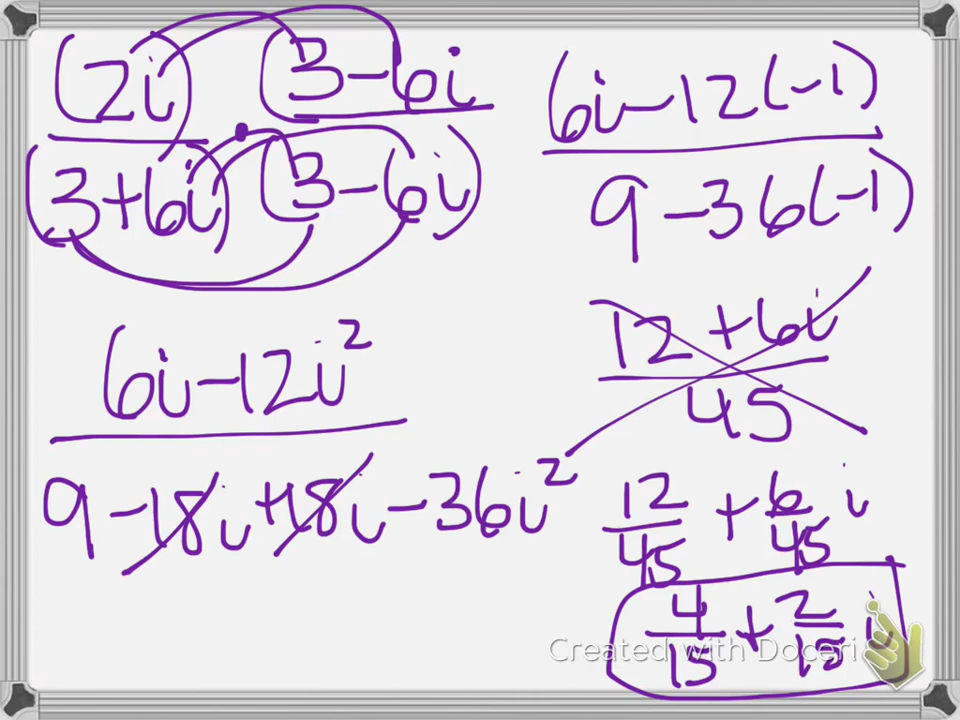 (2i) (3-6i
(3+6i) · (3-6i)
6i-12i²
9-18i+18i-36i²
6i-12(-1)
9-36(-1)
12+6i
45
12/45 + 6/45 i
4/15 + 2/15 i
Created with Doceri